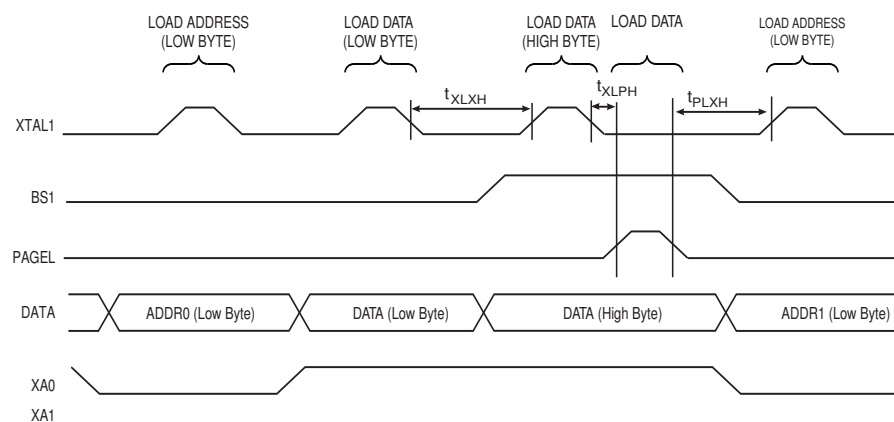 LOAD ADDRESS
(LOW BYTE)
LOAD DATA
(LOW BYTE)
LOAD DATA
(HIGH BYTE)
LOAD DATA
LOAD ADDRESS
(LOW BYTE)
tXLXH
tXLPH
tPLXH
XTAL1
BS1
PAGEL
DATA
ADDR0 (Low Byte)
DATA (Low Byte)
DATA (High Byte)
ADDR1 (Low Byte)
XA0
XA1